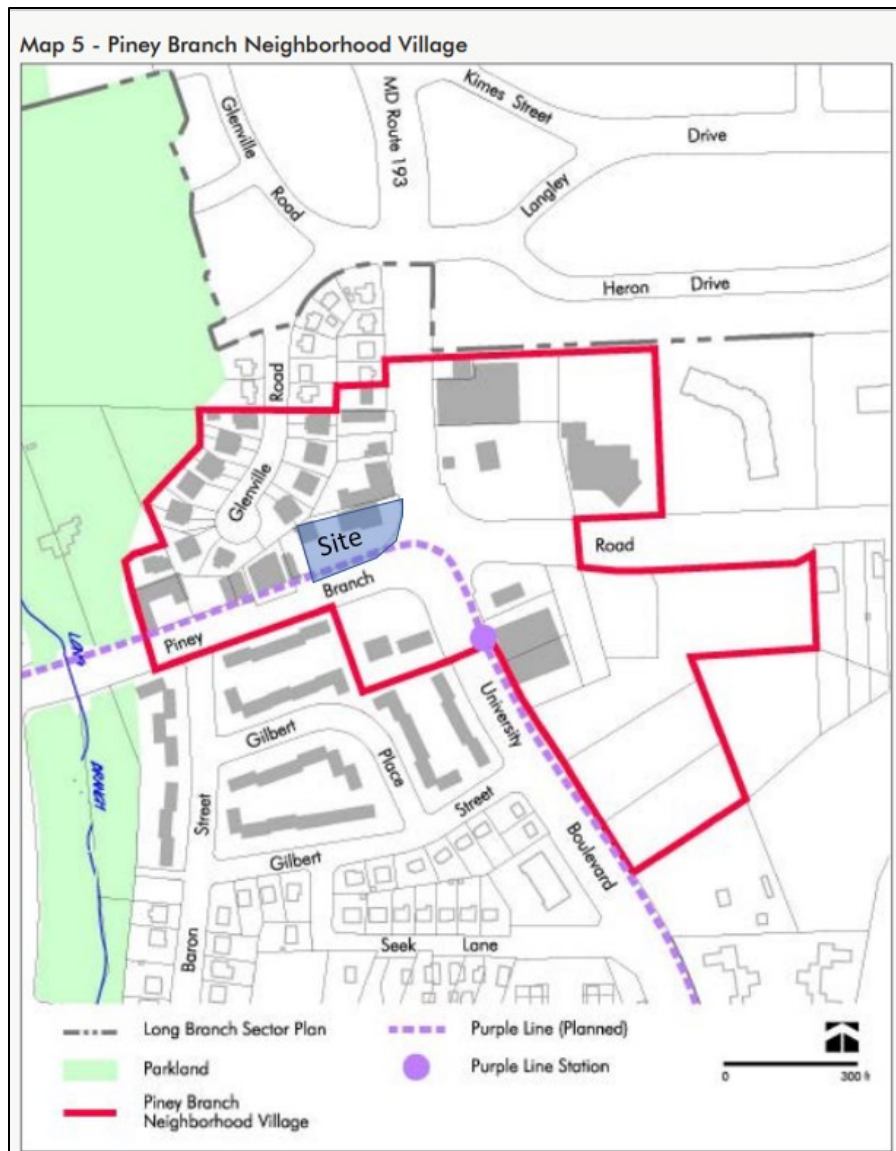 Map 5 - Piney Branch Neighborhood Village
Kimes Street
Glenville
Road
MD Route 193
Drive
Langley
Heron Drive
Road
Glenville
Site
Road
Branch
Piney
LONG
BRANCH
University
Gilbert
Place
Street
Street
Boulevard
Gilbert
Baron
Seek Lane
Long Branch Sector Plan
Parkland
Piney Branch
Neighborhood Village
Purple Line (Planned)
Purple Line Station
0 300 ft